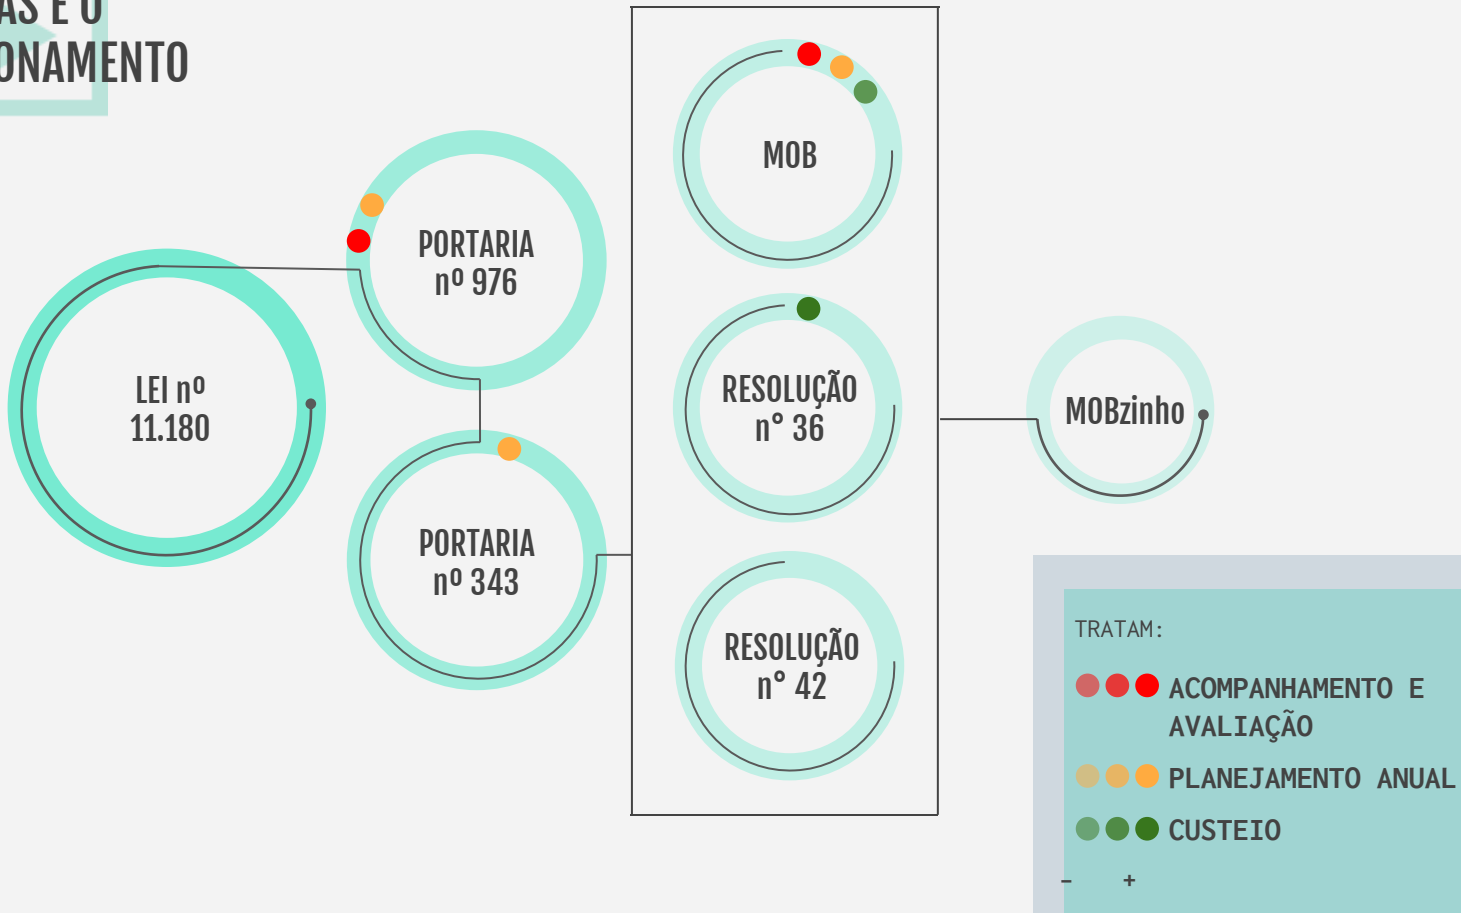 AS E O
ONAMENTO
MOB
PORTARIA
nº 976
LEI nº
11.180
RESOLUÇÃO
n° 36
MOBzinho
PORTARIA
nº 343
RESOLUÇÃO
n° 42
TRATAM:
ACOMPANHAMENTO E
AVALIAÇÃO
PLANEJAMENTO ANUAL
CUSTEIO
- +